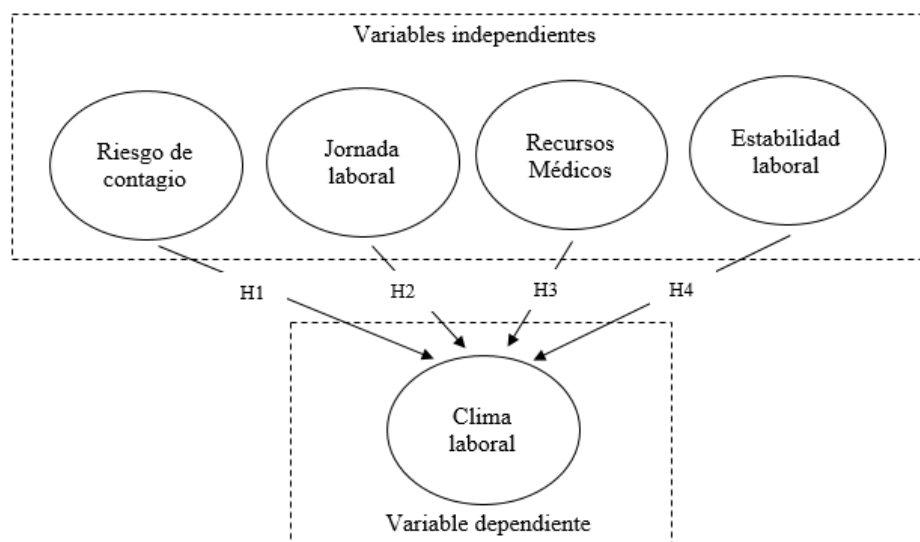 Variables independientes
Riesgo de
contagio
Jornada
laboral
Recursos
Médicos
Estabilidad
laboral
H1
H2
H3
H4
Clima
laboral
Variable dependiente